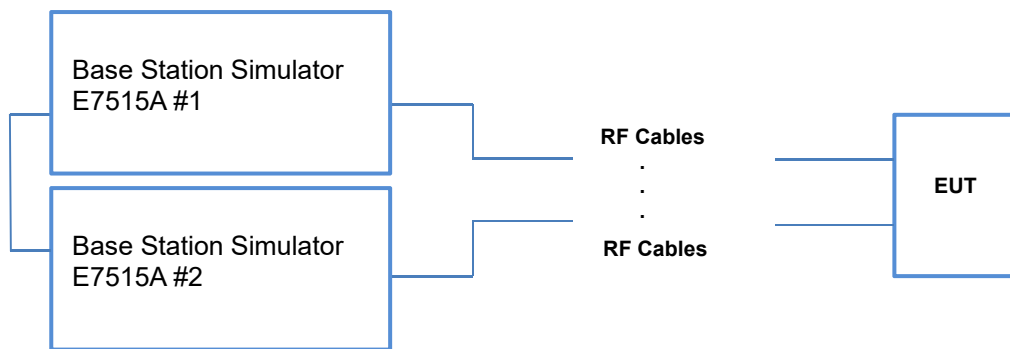 Base Station Simulator
E7515A #1
RF Cables
.
.
.
RF Cables
EUT
Base Station Simulator
E7515A #2